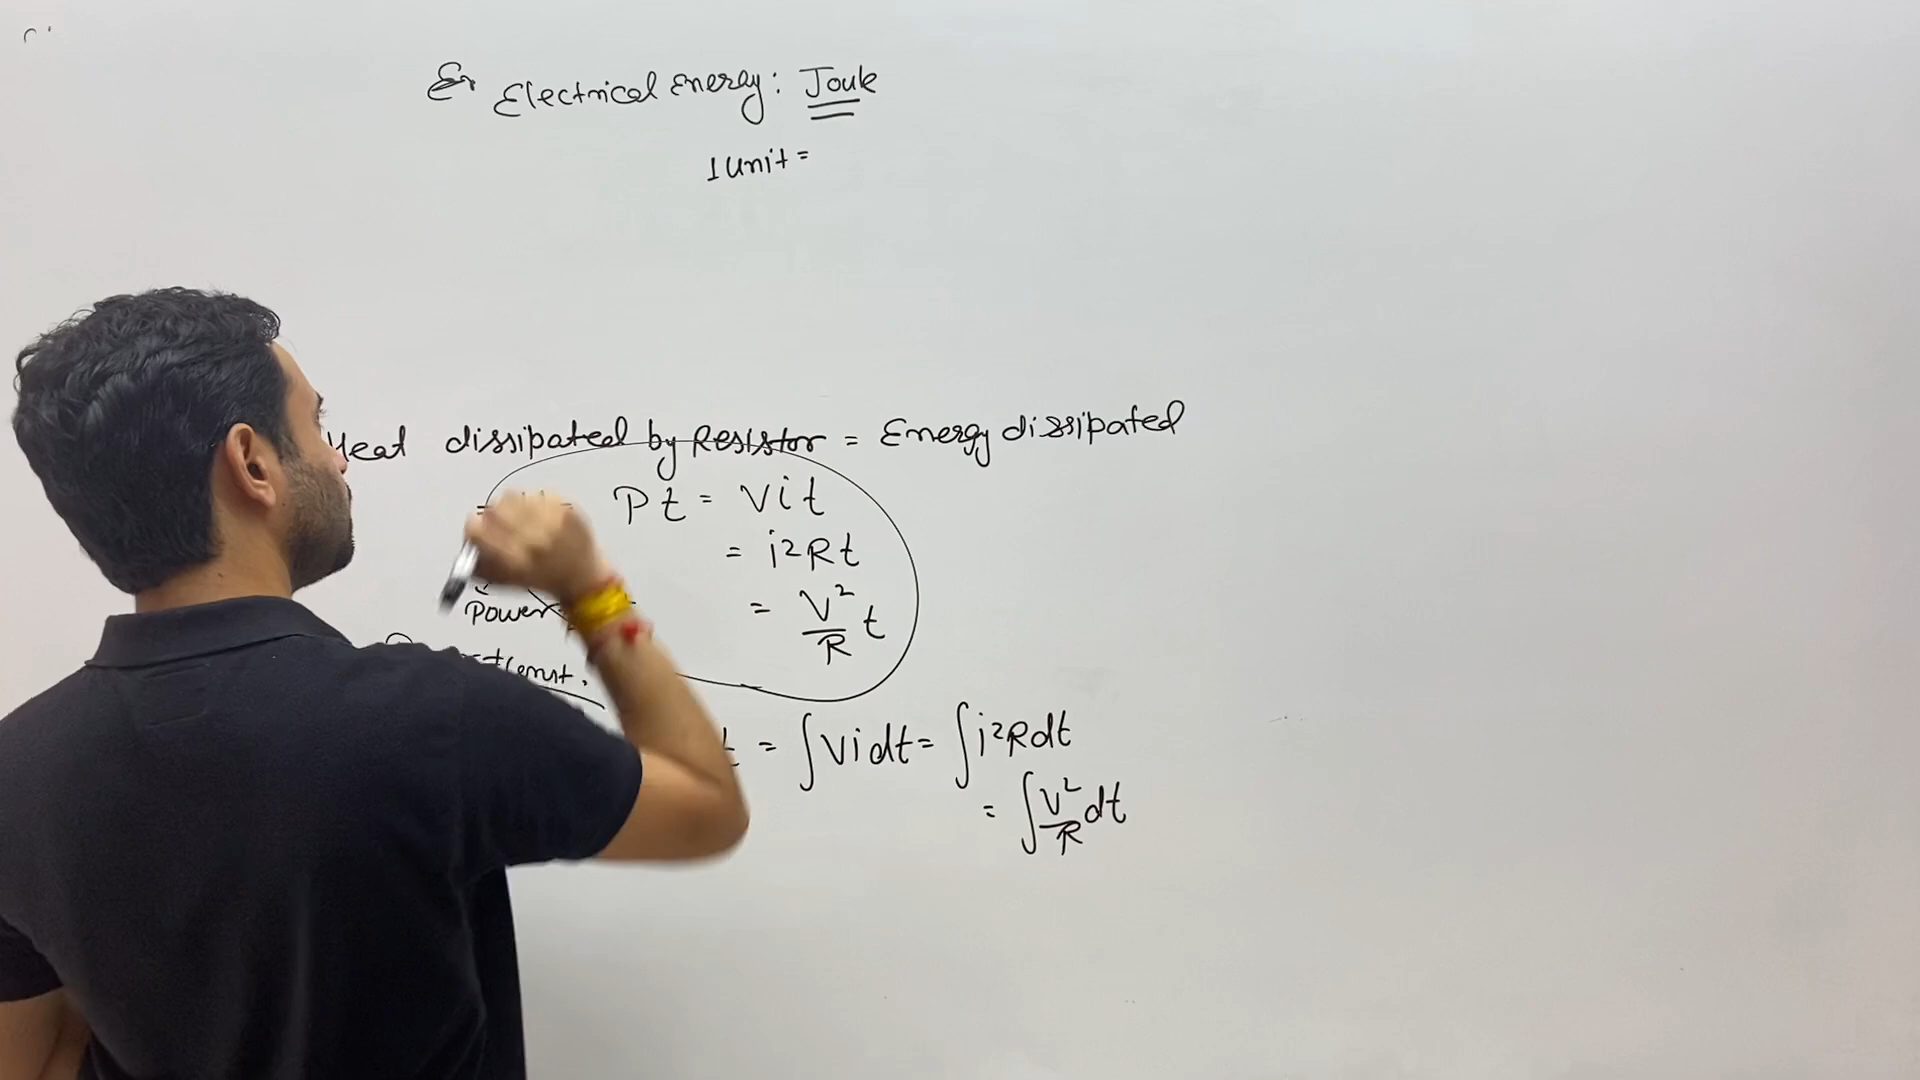 Electrical Energy: Joule
1 Unit =
Heat dissipated by Resistor = Energy dissipated
Pt = Vit
= i²Rt
Power
= V²/R t
const.
= ∫Vidt = ∫i²Rdt
= ∫V²/R dt